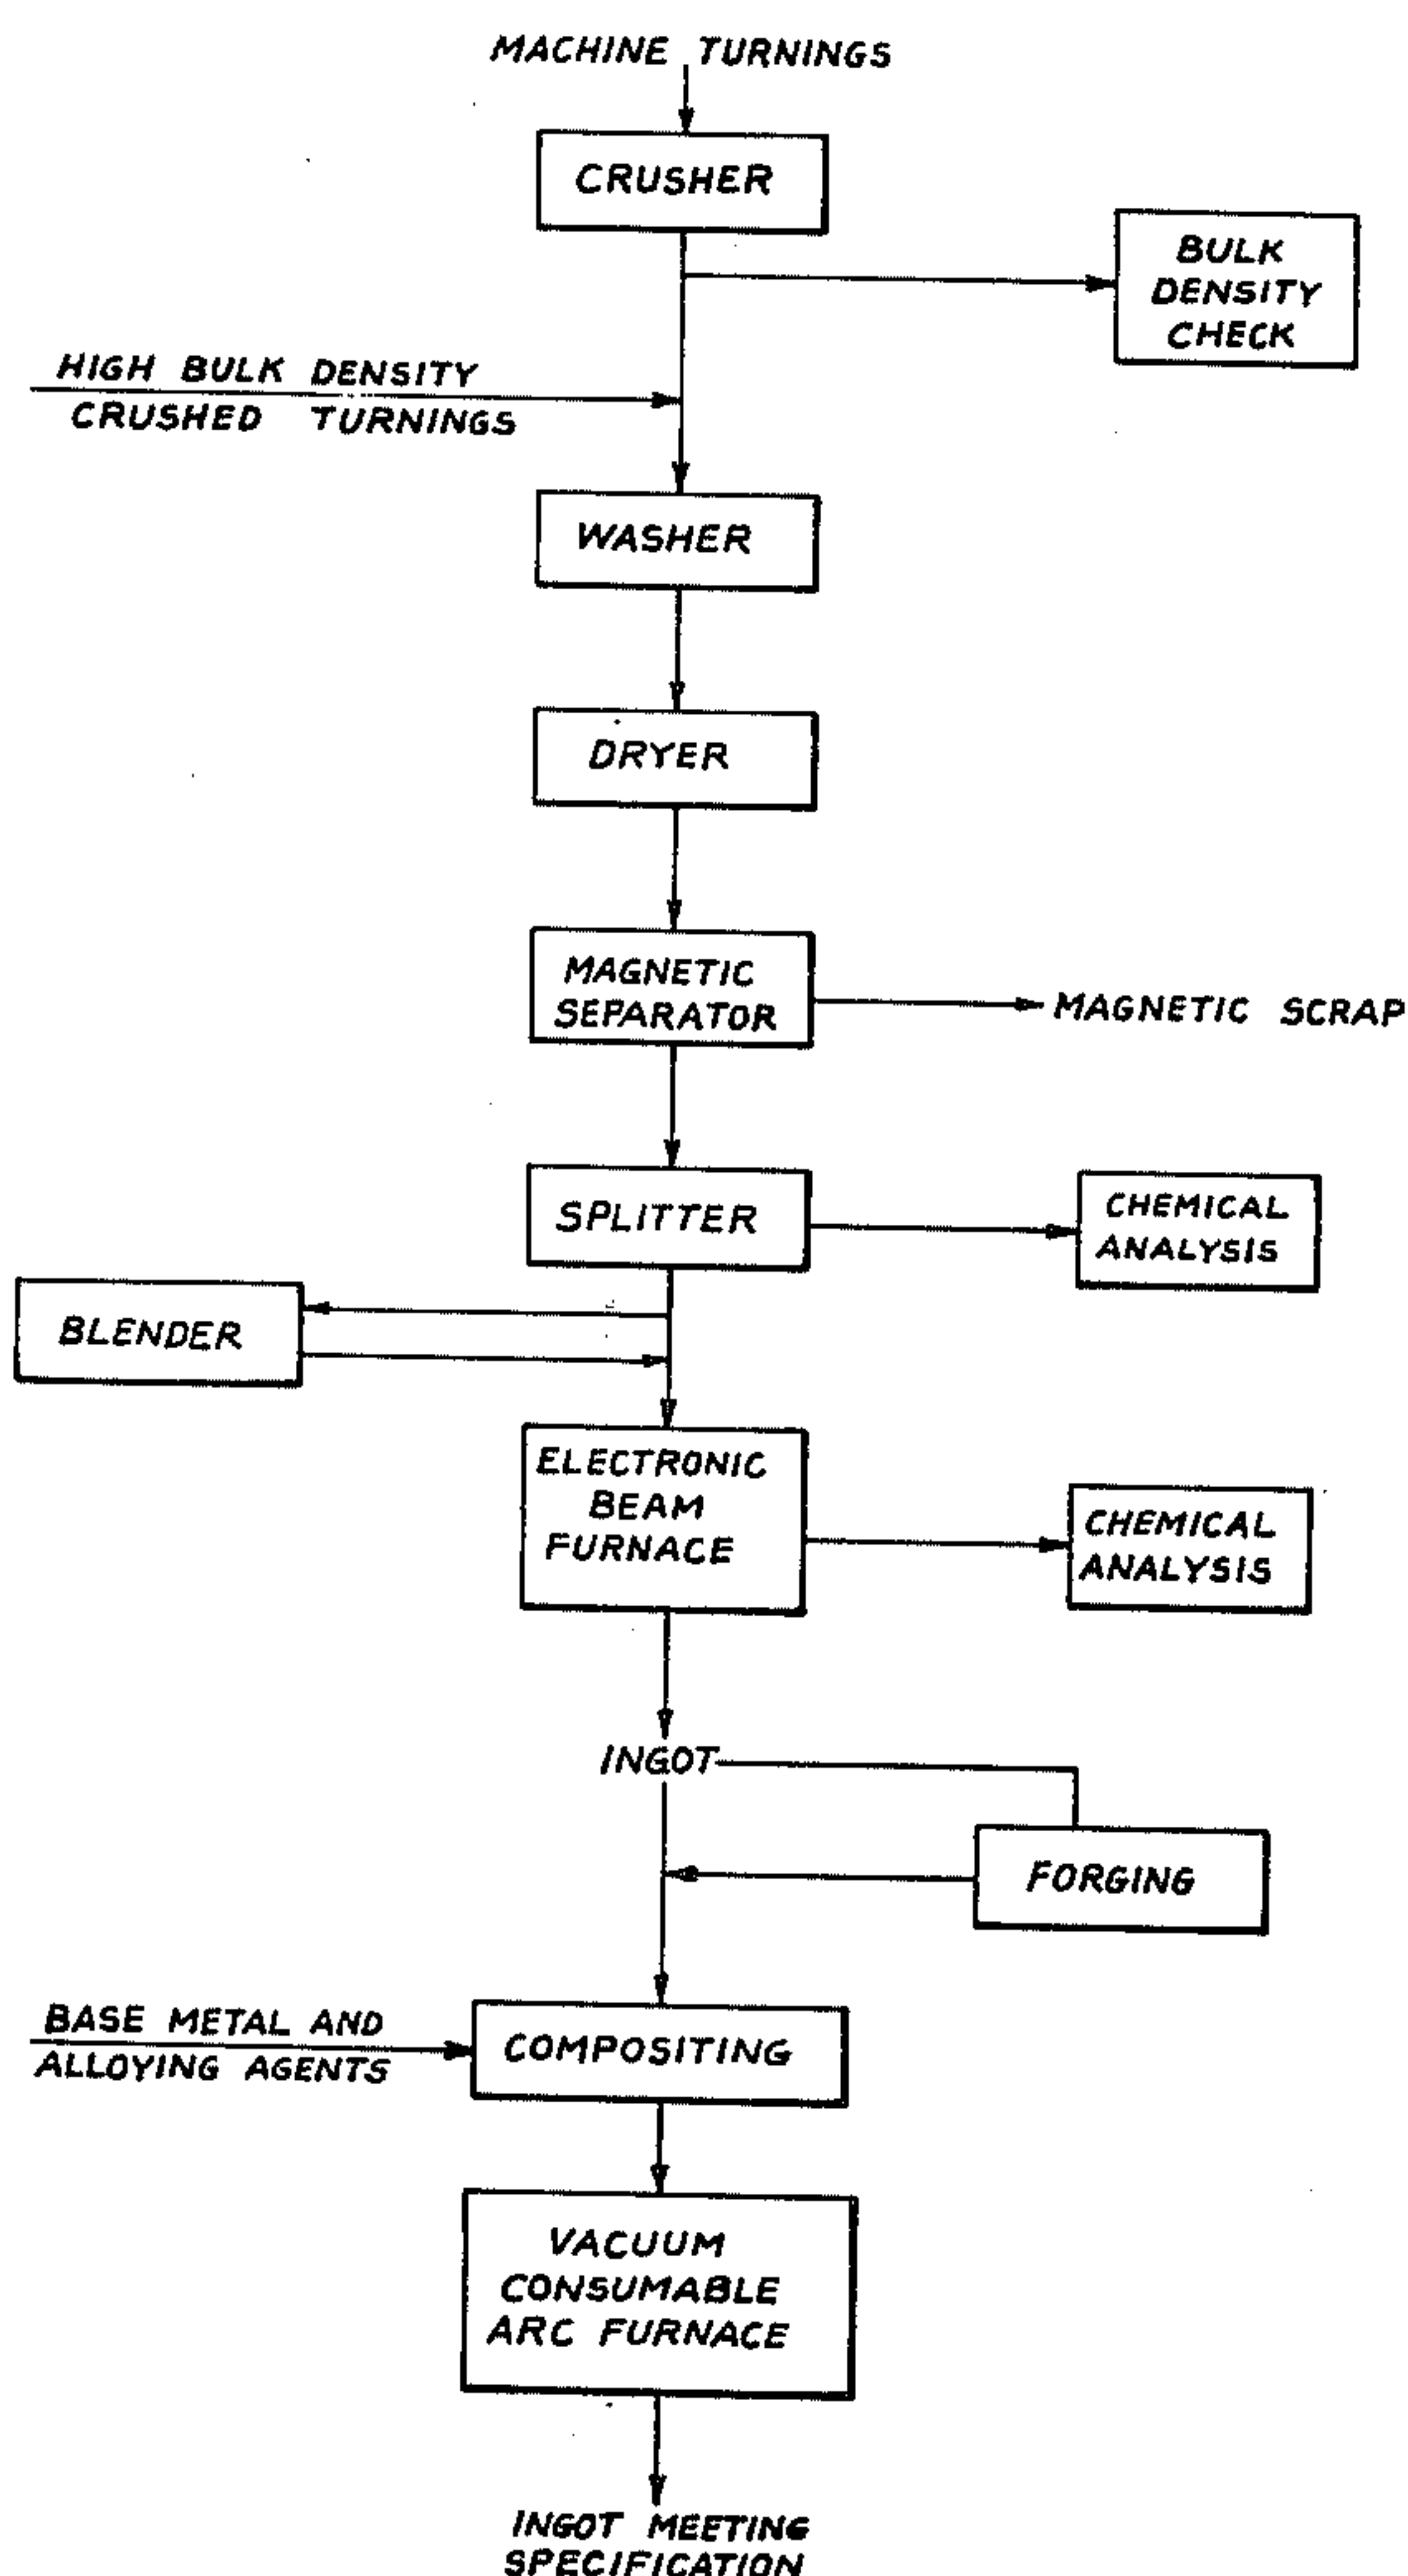 MACHINE TURNINGS
CRUSHER
BULK
DENSITY
CHECK
HIGH BULK DENSITY
CRUSHED TURNINGS
WASHER
DRYER
MAGNETIC
SEPARATOR
MAGNETIC SCRAP
SPLITTER
CHEMICAL
ANALYSIS
BLENDER
ELECTRONIC
BEAM
FURNACE
CHEMICAL
ANALYSIS
INGOT
FORGING
BASE METAL AND
ALLOYING AGENTS
COMPOSITING
VACUUM
CONSUMABLE
ARC FURNACE
INGOT MEETING
SPECIFICATION